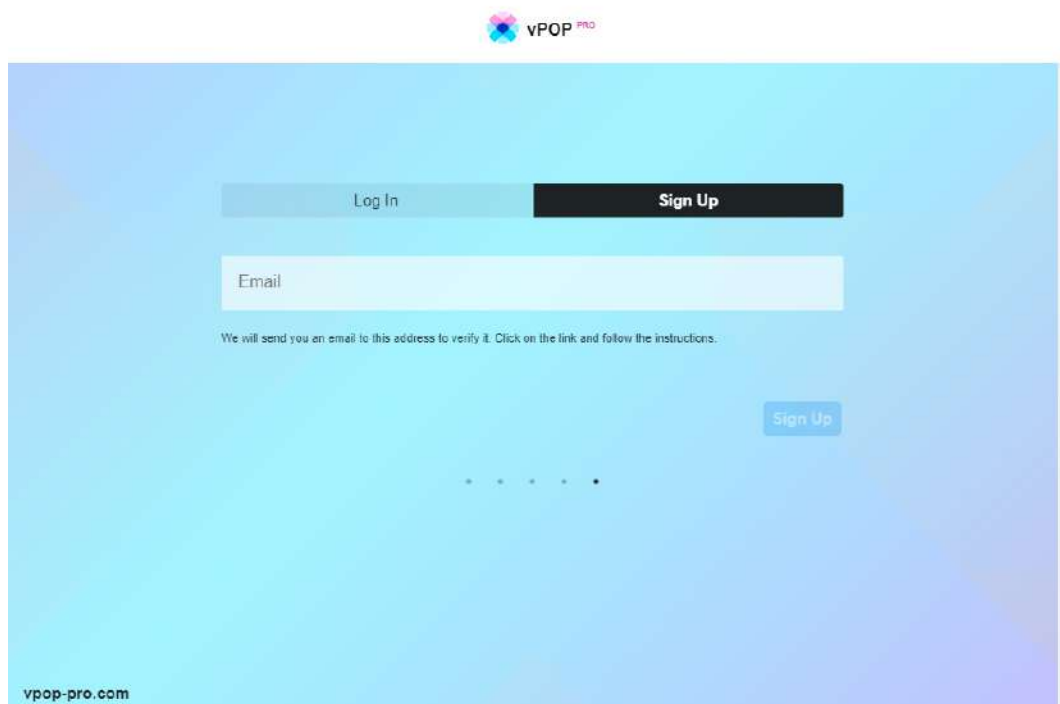 vPOP PRO
Log In
Sign Up
Email
We will send you an email to this address to verify it. Click on the link and follow the instructions.
Sign Up
vpop-pro.com